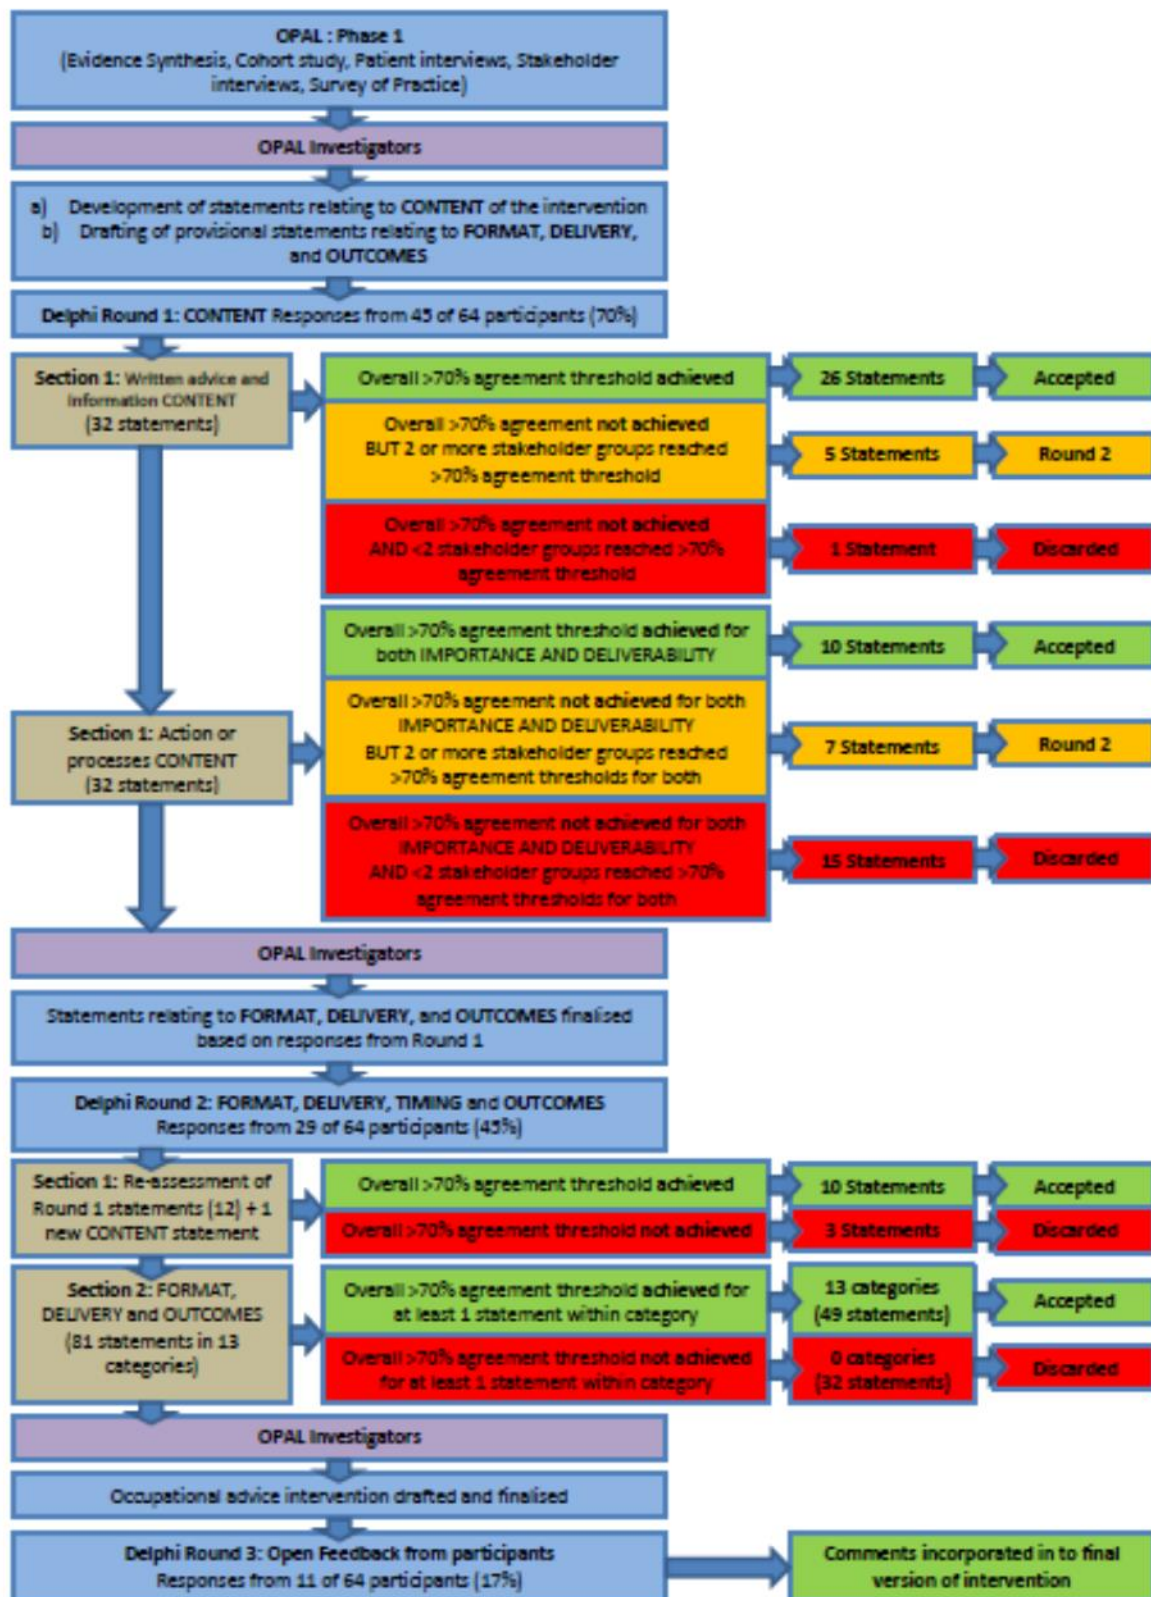 OPAL : Phase 1
(Evidence Synthesis, Cohort study, Patient interviews, Stakeholder
interviews, Survey of Practice)
OPAL Investigators
a) Development of statements relating to CONTENT of the intervention
b) Drafting of provisional statements relating to FORMAT, DELIVERY,
and OUTCOMES
Delphi Round 1: CONTENT Responses from 45 of 64 participants (70%)
Section 1: Written advice and
Information CONTENT
(32 statements)
Overall >70% agreement threshold achieved
26 Statements
Accepted
Overall >70% agreement not achieved
BUT 2 or more stakeholder groups reached
>70% agreement threshold
5 Statements
Round 2
Overall >70% agreement not achieved
AND <2 stakeholder groups reached >70%
agreement threshold
1 Statement
Discarded
Section 1: Action or
processes CONTENT
(32 statements)
Overall >70% agreement threshold achieved for
both IMPORTANCE AND DELIVERABILITY
10 Statements
Accepted
Overall >70% agreement not achieved for both
IMPORTANCE AND DELIVERABILITY
BUT 2 or more stakeholder groups reached
>70% agreement thresholds for both
7 Statements
Round 2
Overall >70% agreement not achieved for both
IMPORTANCE AND DELIVERABILITY
AND <2 stakeholder groups reached >70%
agreement thresholds for both
15 Statements
Discarded
OPAL Investigators
Statements relating to FORMAT, DELIVERY, and OUTCOMES finalised
based on responses from Round 1
Delphi Round 2: FORMAT, DELIVERY, TIMING and OUTCOMES
Responses from 29 of 64 participants (45%)
Section 1: Re-assessment of
Round 1 statements (12) + 1
new CONTENT statement
Overall >70% agreement threshold achieved
10 Statements
Accepted
Overall >70% agreement threshold not achieved
3 Statements
Discarded
Section 2: FORMAT,
DELIVERY and OUTCOMES
(81 statements in 13
categories)
Overall >70% agreement threshold achieved for
at least 1 statement within category
13 categories
(49 statements)
Accepted
Overall >70% agreement threshold not achieved
for at least 1 statement within category
0 categories
(32 statements)
Discarded
OPAL Investigators
Occupational advice intervention drafted and finalised
Delphi Round 3: Open Feedback from participants
Responses from 11 of 64 participants (17%)
Comments incorporated in to final
version of intervention